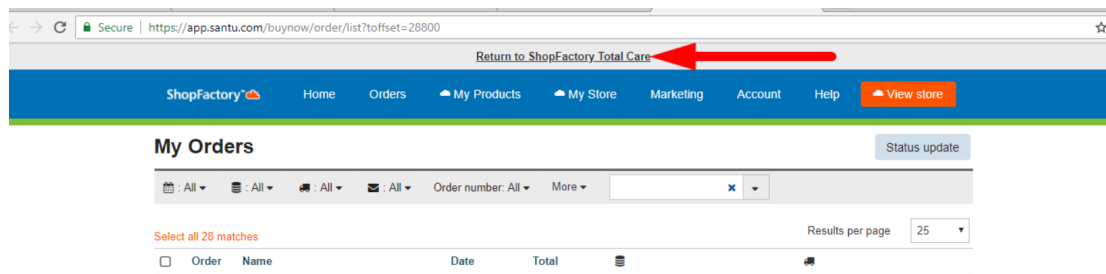 Secure | https://app.santu.com/buynow/order/list?toffset=28800
Return to ShopFactory Total Care
ShopFactory Home Orders My Products My Store Marketing Account Help View store
My Orders Status update
: All : All : All : All Order number: All More
Results per page 25
Select all 28 matches
Order Name Date Total